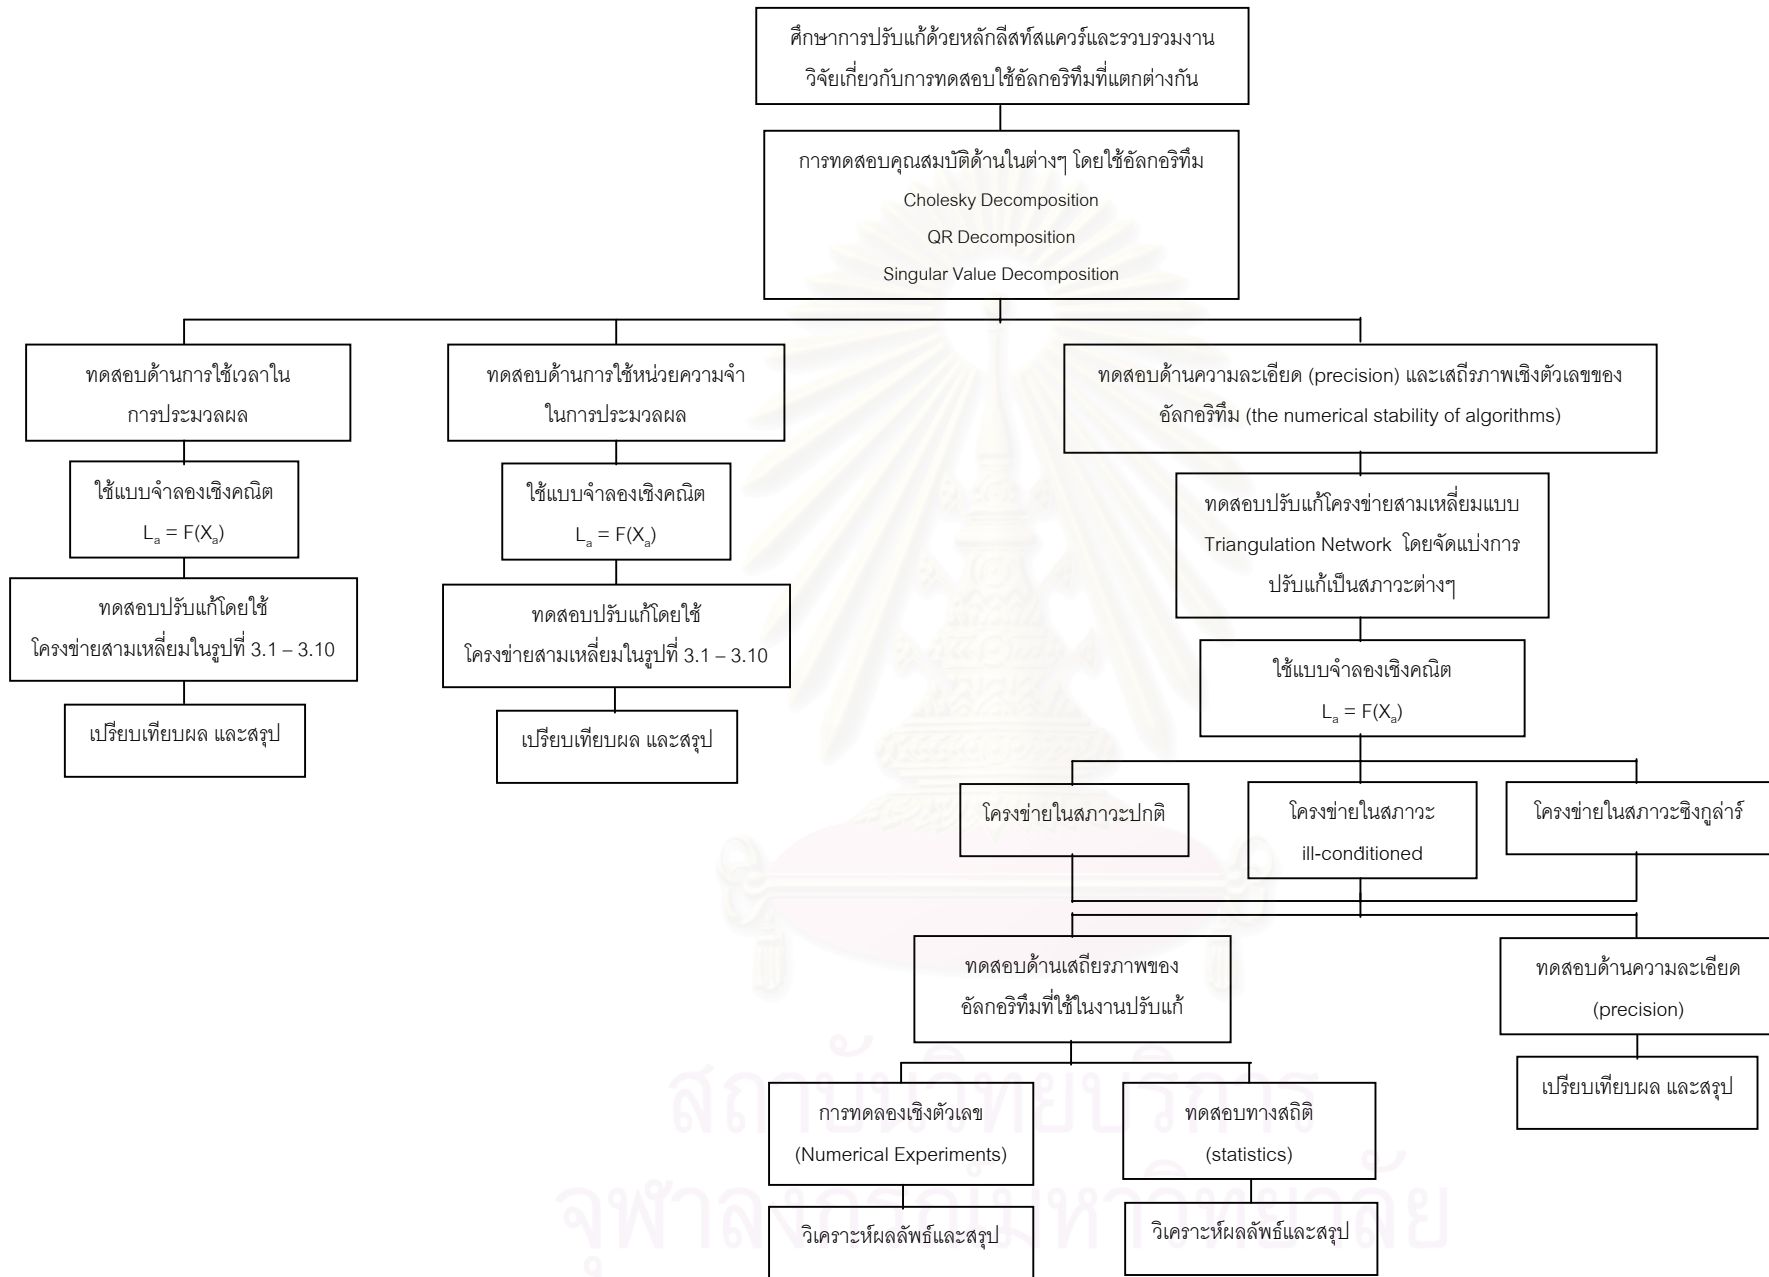 ศึกษาการปรับแก้ด้วยหลักลีสท์สแควร์และรวบรวมงาน
วิจัยเกี่ยวกับการทดสอบใช้อัลกอริทึมที่แตกต่างกัน
การทดสอบคุณสมบัติด้านในต่างๆ โดยใช้อัลกอริทึม
Cholesky Decomposition
QR Decomposition
Singular Value Decomposition
ทดสอบด้านการใช้เวลาใน
การประมวลผล
ใช้แบบจำลองเชิงคณิต
Lₐ = F(Xₐ)
ทดสอบปรับแก้โดยใช้
โครงข่ายสามเหลี่ยมในรูปที่ 3.1 – 3.10
เปรียบเทียบผล และสรุป
ทดสอบด้านการใช้หน่วยความจำ
ในการประมวลผล
ใช้แบบจำลองเชิงคณิต
Lₐ = F(Xₐ)
ทดสอบปรับแก้โดยใช้
โครงข่ายสามเหลี่ยมในรูปที่ 3.1 – 3.10
เปรียบเทียบผล และสรุป
ทดสอบด้านความละเอียด (precision) และเสถีรภาพเชิงตัวเลขของ
อัลกอริทึม (the numerical stability of algorithms)
ทดสอบปรับแก้โครงข่ายสามเหลี่ยมแบบ
Triangulation Network โดยจัดแบ่งการ
ปรับแก้เป็นสภาวะต่างๆ
ใช้แบบจำลองเชิงคณิต
Lₐ = F(Xₐ)
โครงข่ายในสภาวะปกติ
โครงข่ายในสภาวะ
ill-conditioned
โครงข่ายในสภาวะซิงกูล่าร์
ทดสอบด้านเสถียรภาพของ
อัลกอริทึมที่ใช้ในงานปรับแก้
ทดสอบด้านความละเอียด
(precision)
เปรียบเทียบผล และสรุป
การทดลองเชิงตัวเลข
(Numerical Experiments)
วิเคราะห์ผลลัพธ์และสรุป
ทดสอบทางสถิติ
(statistics)
วิเคราะห์ผลลัพธ์และสรุป
สถาบันวิทยบริการ
จุฬาลงกรณ์มหาวิทยาลัย